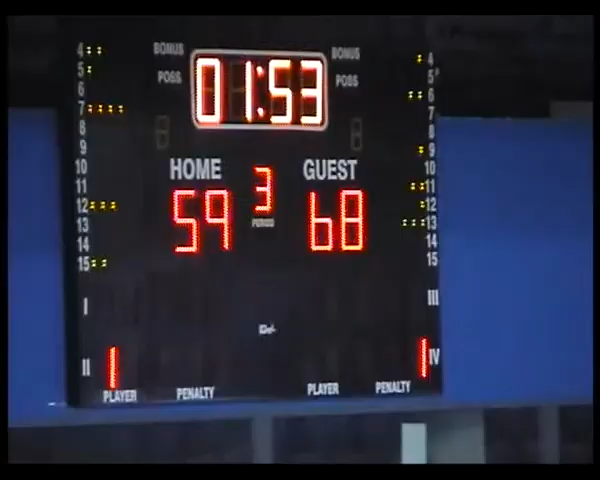 BONUS 01:53 BONUS
POSS POSS
4 4
5 5
6 6
7 7
8 8
9 9
10 HOME 3 GUEST 10
11 11
12 59 PERIOD 68 12
13 13
14 14
15 15
I III
II 1 1 IV
PLAYER PENALTY PLAYER PENALTY